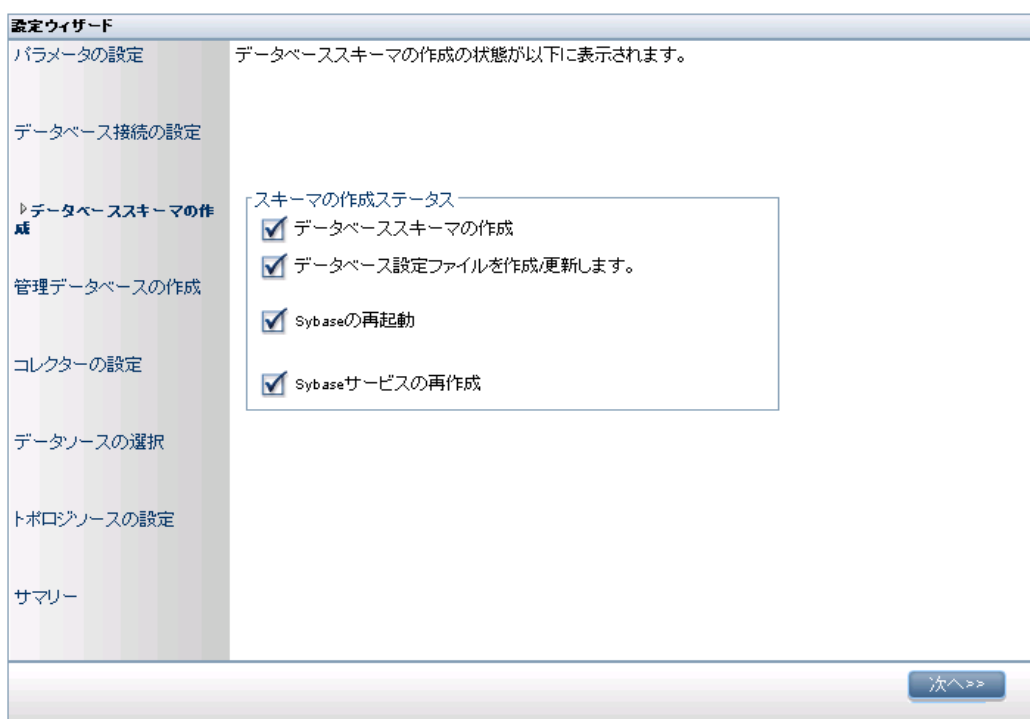 設定ウィザード
パラメータの設定
データベース接続の設定
データベーススキーマの作
成
管理データベースの作成
コレクターの設定
データソースの選択
トポロジソースの設定
サマリー
データベーススキーマの作成の状態が以下に表示されます。
スキーマの作成ステータス
データベーススキーマの作成
データベース設定ファイルを作成/更新します。
Sybaseの再起動
Sybaseサービスの再作成
次へ>>